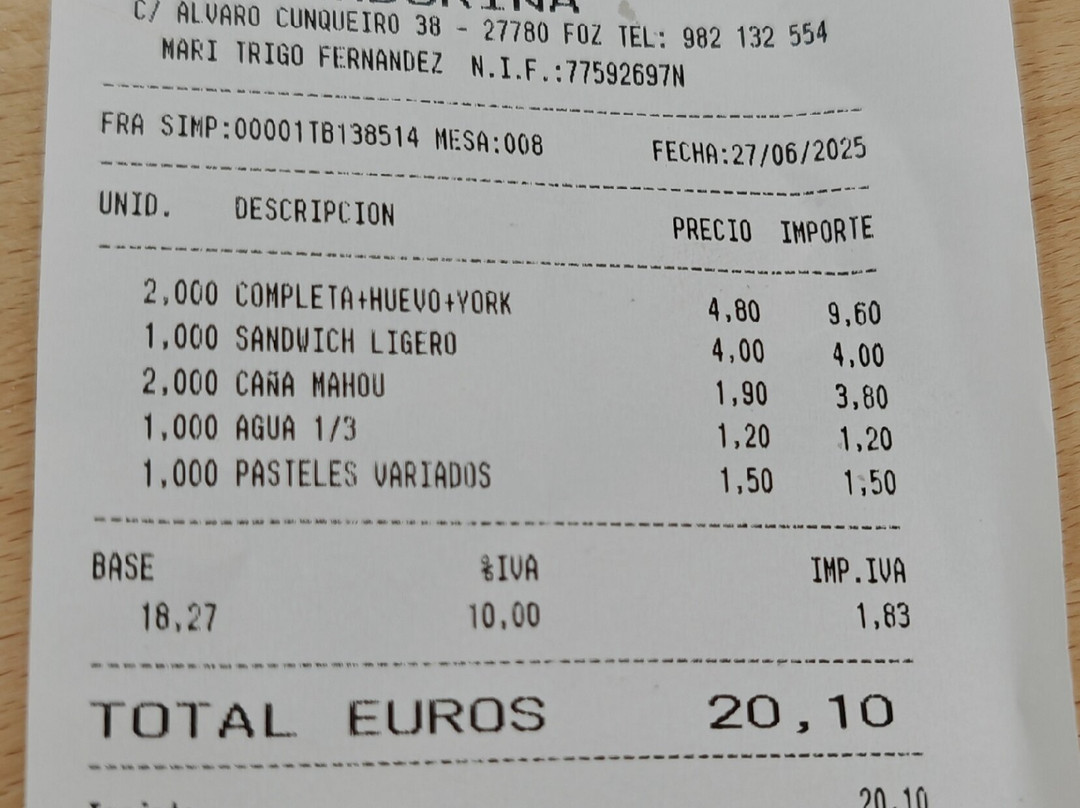 C/ ALVARO CUNQUEIRO 38 - 27780 FOZ TEL: 982 132 554
MARI TRIGO FERNANDEZ N.I.F.:77592697N
FRA SIMP:00001TB138514 MESA:008 FECHA:27/06/2025
UNID. DESCRIPCION PRECIO IMPORTE
2,000 COMPLETA+HUEVO+YORK 4,80 9,60
1,000 SANDWICH LIGERO 4,00 4,00
2,000 CAÑA MAHOU 1,90 3,80
1,000 AGUA 1/3 1,20 1,20
1,000 PASTELES VARIADOS 1,50 1,50
BASE %IVA IMP.IVA
18,27 10,00 1,83
TOTAL EUROS 20,10
20,10